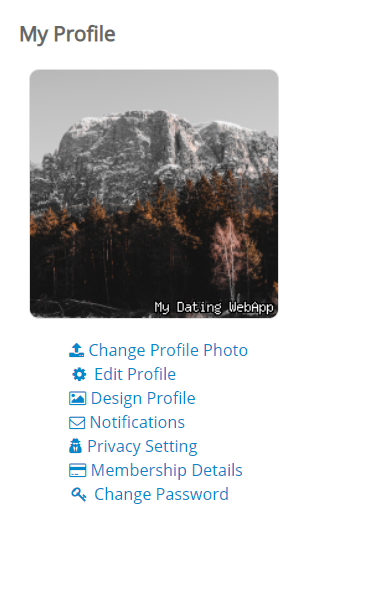 My Profile
My Dating WebApp
Change Profile Photo
Edit Profile
Design Profile
Notifications
Privacy Setting
Membership Details
Change Password